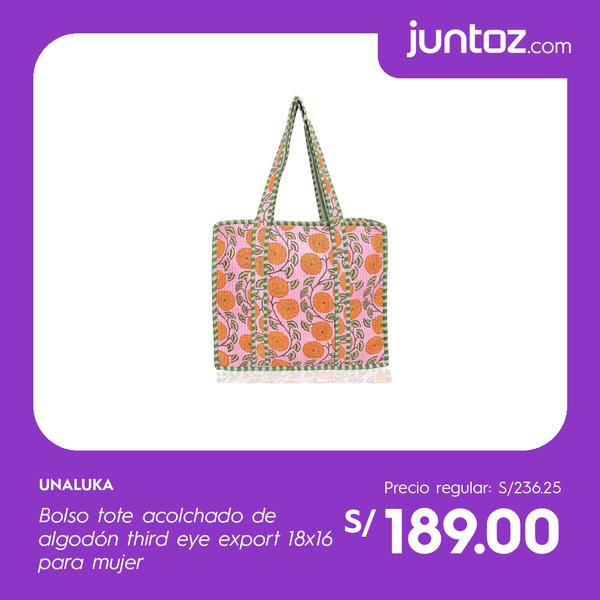 juntoz.com
UNALUKA
Bolso tote acolchado de
algodón third eye export 18x16
para mujer
Precio regular: S/236.25
S/189.00